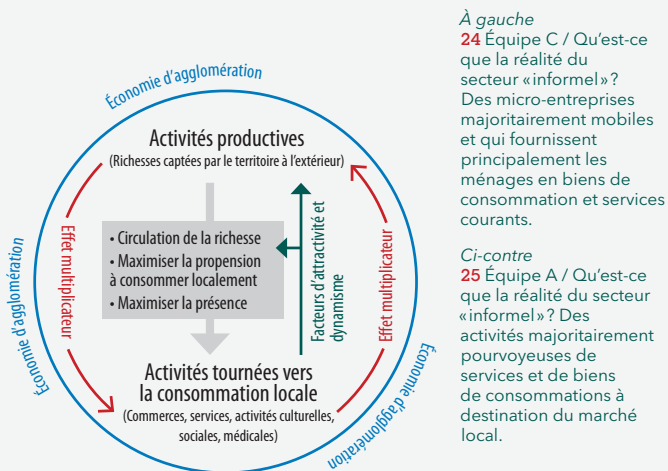 Économie d'agglomération
Activités productives
(Richesses captées par le territoire à l'extérieur)
Effet multiplicateur
• Circulation de la richesse
• Maximiser la propension
à consommer localement
• Maximiser la présence
Facteurs d'attractivité et
dynamisme
Effet multiplicateur
Économie d'agglomération
Économie d'agglomération
Activités tournées vers
la consommation locale
(Commerces, services, activités culturelles,
sociales, médicales)
À gauche
24 Équipe C / Qu'est-ce
que la réalité du
secteur «informel»?
Des micro-entreprises
majoritairement mobiles
et qui fournissent
principalement les
ménages en biens de
consommation et services
courants.
Ci-contre
25 Équipe A / Qu'est-ce
que la réalité du secteur
«informel»? Des
activités majoritairement
pourvoyeuses de
services et de biens
de consommations à
destination du marché
local.